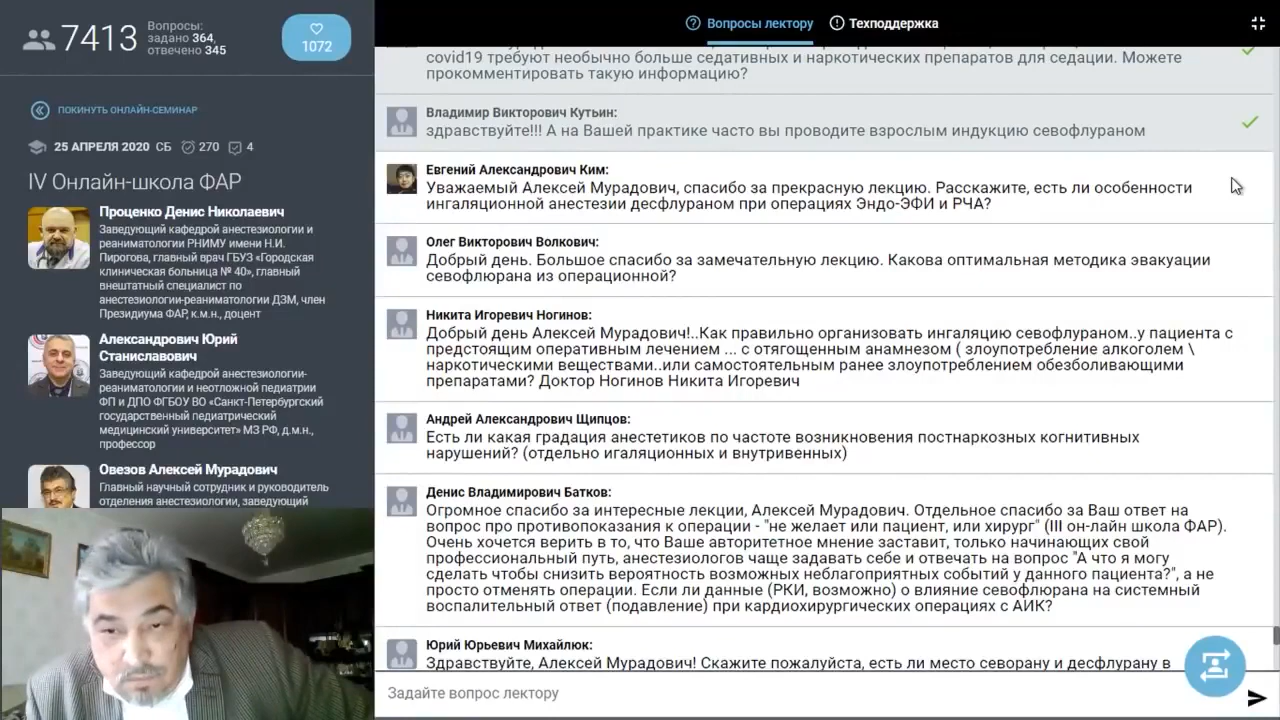 7413
Вопросы:
задано 364,
отвечено 345
1072
ПОКИНУТЬ ОНЛАЙН-СЕМИНАР
25 АПРЕЛЯ 2020 СБ 270 4
IV Онлайн-школа ФАР
Проценко Денис Николаевич
Заведующий кафедрой анестезиологии и
реаниматологии РНИМУ имени Н.И.
Пирогова, главный врач ГБУЗ «Городская
клиническая больница № 40», главный
внештатный специалист по
анестезиологии-реаниматологии ДЗМ, член
Президиума ФАР, к.м.н., доцент
Александрович Юрий
Станиславович
Заведующий кафедрой анестезиологии-
реаниматологии и неотложной педиатрии
ФП и ДПО ФГБОУ ВО «Санкт-Петербургский
государственный педиатрический
медицинский университет» МЗ РФ, д.м.н.,
профессор
Овезов Алексей Мурадович
Главный научный сотрудник и руководитель
отделения анестезиологии, заведующий
Вопросы лектору Техподдержка
covid19 требуют необычно больше седативных и наркотических препаратов для седации. Можете
прокомментировать такую информацию?
Владимир Викторович Кутьин:
здравствуйте!!! А на Вашей практике часто вы проводите взрослым индукцию севофлураном
Евгений Александрович Ким:
Уважаемый Алексей Мурадович, спасибо за прекрасную лекцию. Расскажите, есть ли особенности
ингаляционной анестезии десфлураном при операциях Эндо-ЭФИ и РЧА?
Олег Викторович Волкович:
Добрый день. Большое спасибо за замечательную лекцию. Какова оптимальная методика эвакуации
севофлюрана из операционной?
Никита Игоревич Ногинов:
Добрый день Алексей Мурадович!..Как правильно организовать ингаляцию севофлураном..у пациента с
предстоящим оперативным лечением ... с отягощенным анамнезом ( злоупотребление алкоголем \
наркотическими веществами..или самостоятельным ранее злоупотреблением обезболивающими
препаратами? Доктор Ногинов Никита Игоревич
Андрей Александрович Щипцов:
Есть ли какая градация анестетиков по частоте возникновения постнаркозных когнитивных
нарушений? (отдельно игаляционных и внутривенных)
Денис Владимирович Батков:
Огромное спасибо за интересные лекции, Алексей Мурадович. Отдельное спасибо за Ваш ответ на
вопрос про противопоказания к операции - "не желает или пациент, или хирург" (III он-лайн школа ФАР).
Очень хочется верить в то, что Ваше авторитетное мнение заставит, только начинающих свой
профессиональный путь, анестезиологов чаще задавать себе и отвечать на вопрос "А что я могу
сделать чтобы снизить вероятность возможных неблагоприятных событий у данного пациента?", а не
просто отменять операции. Если ли данные (РКИ, возможно) о влияние севофлюрана на системный
воспалительный ответ (подавление) при кардиохирургических операциях с АИК?
Юрий Юрьевич Михайлюк:
Здравствуйте, Алексей Мурадович! Скажите пожалуйста, есть ли место севорану и десфлурану в
Задайте вопрос лектору